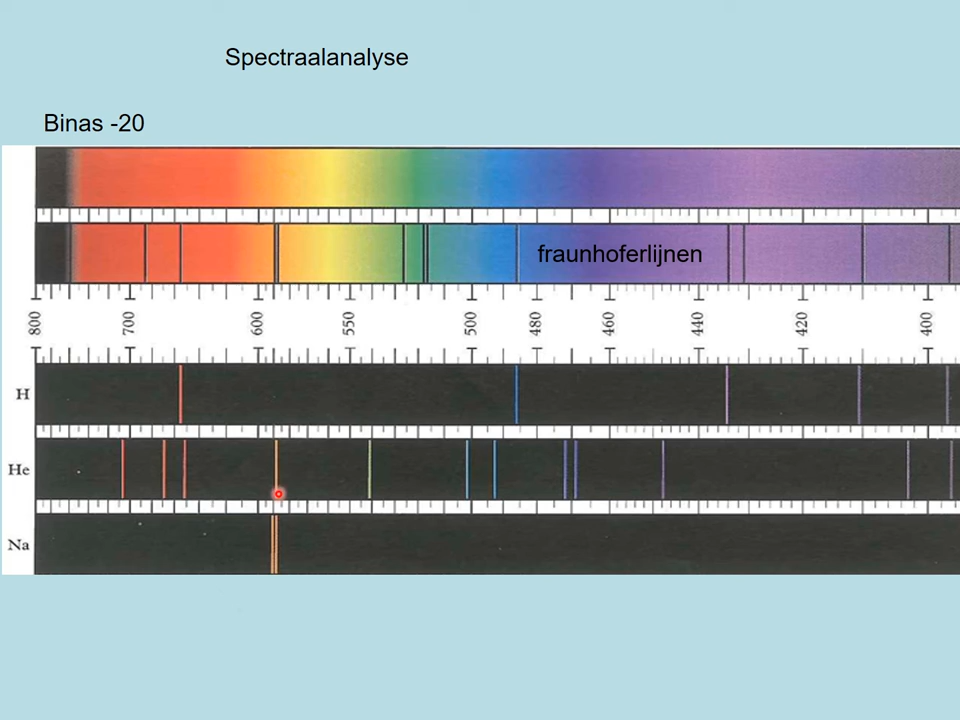 Spectraalanalyse
Binas -20
fraunhoferlijnen
800 700 600 550 500 480 460 440 420 400
H
He
Na